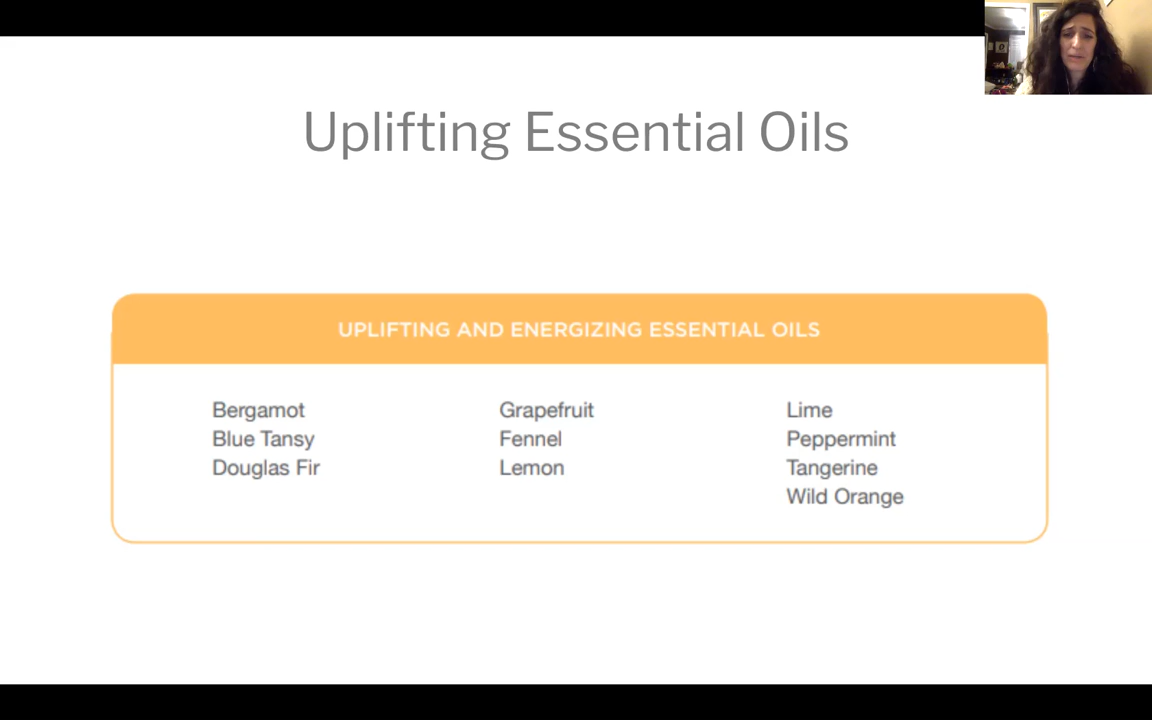 Uplifting Essential Oils
UPLIFTING AND ENERGIZING ESSENTIAL OILS
Bergamot
Blue Tansy
Douglas Fir
Grapefruit
Fennel
Lemon
Lime
Peppermint
Tangerine
Wild Orange